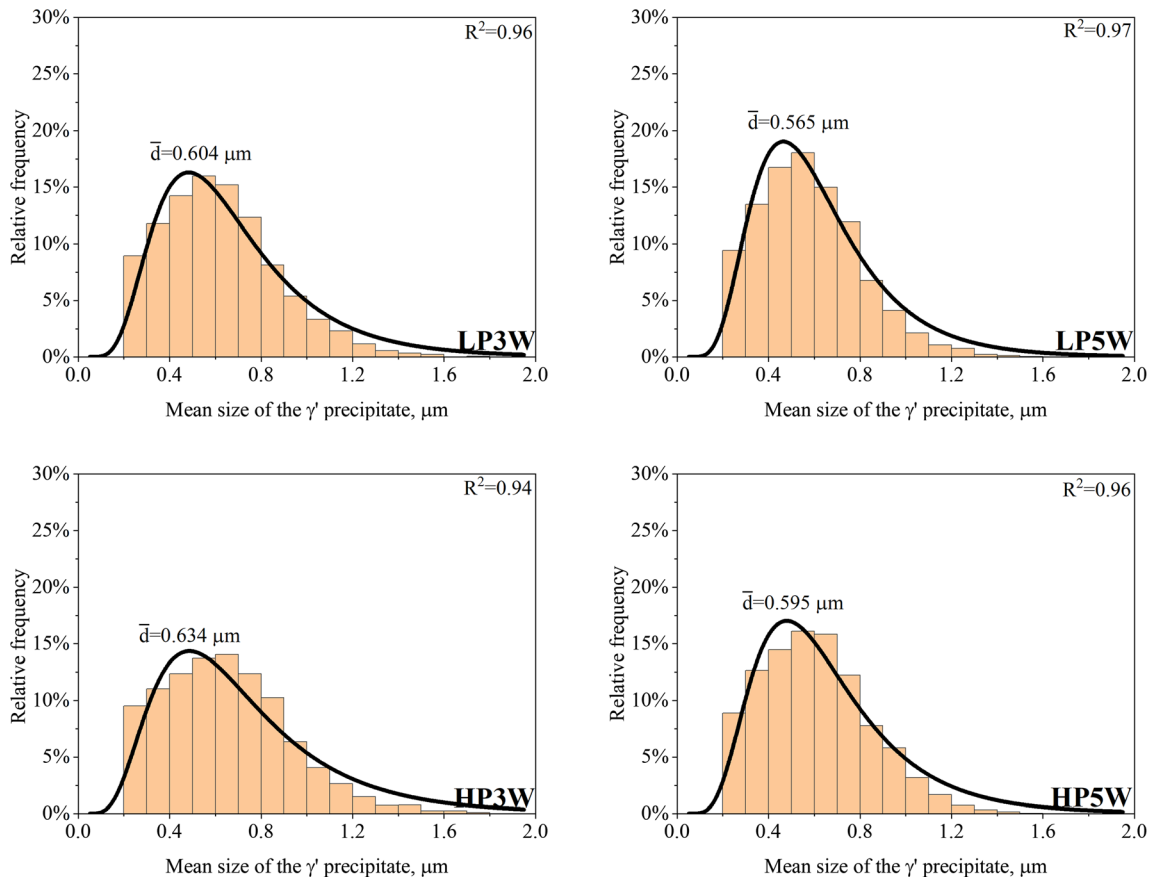 30%
R²=0.96
25%
20%
d̅=0.604 μm
15%
10%
5%
LP3W
0%
0.0 0.4 0.8 1.2 1.6 2.0
Relative frequency
Mean size of the γ' precipitate, μm
30%
R²=0.97
25%
20%
d̅=0.565 μm
15%
10%
5%
LP5W
0%
0.0 0.4 0.8 1.2 1.6 2.0
Relative frequency
Mean size of the γ' precipitate, μm
30%
R²=0.94
25%
20%
d̅=0.634 μm
15%
10%
5%
HP3W
0%
0.0 0.4 0.8 1.2 1.6 2.0
Relative frequency
Mean size of the γ' precipitate, μm
30%
R²=0.96
25%
20%
d̅=0.595 μm
15%
10%
5%
HP5W
0%
0.0 0.4 0.8 1.2 1.6 2.0
Relative frequency
Mean size of the γ' precipitate, μm